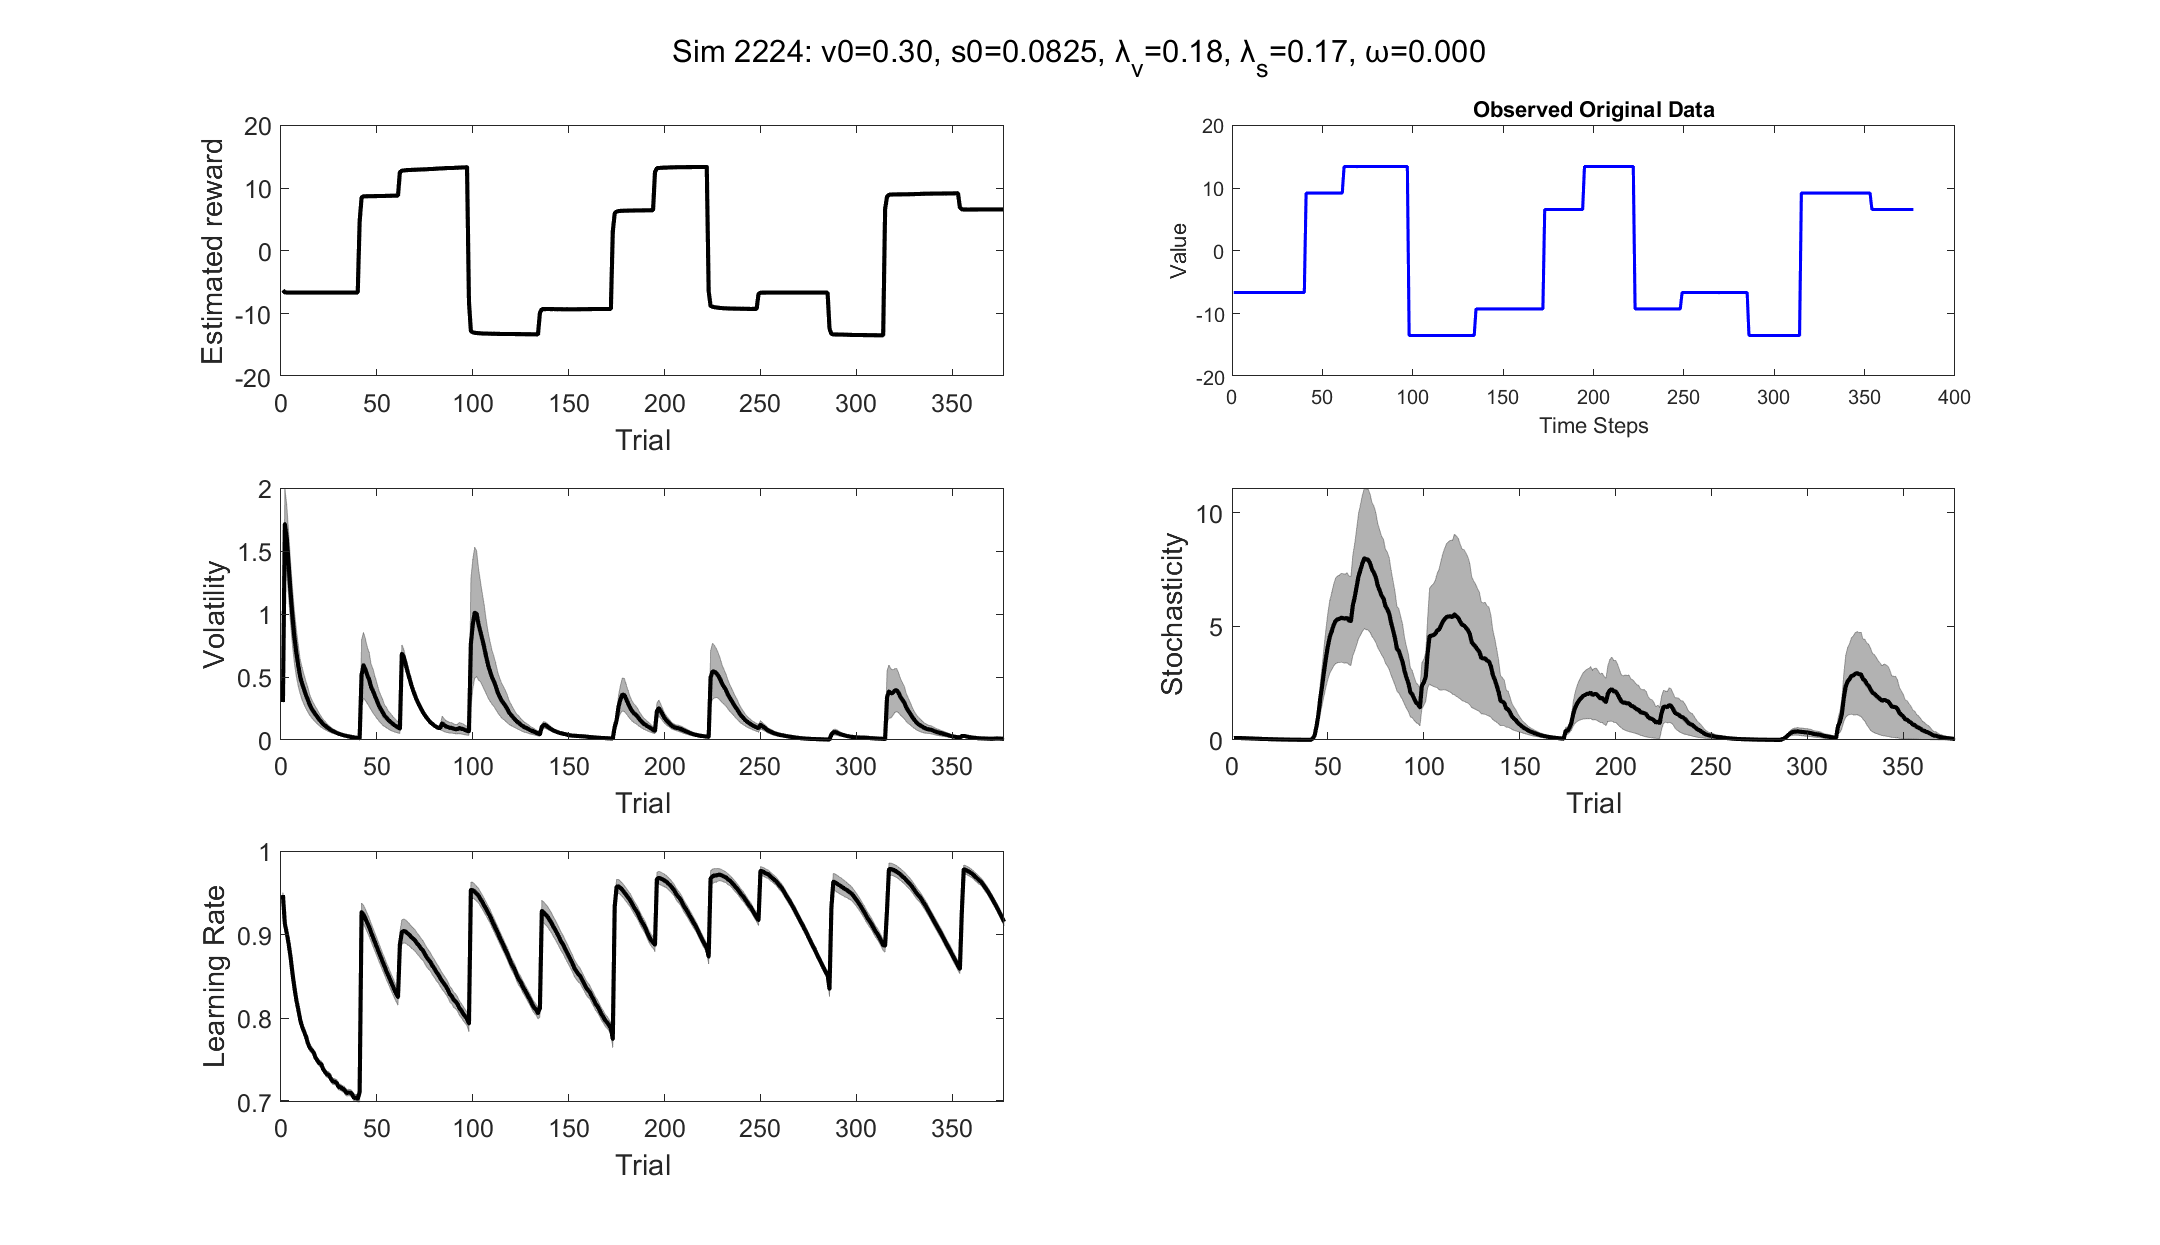 Sim 2224: v0=0.30, s0=0.0825, λ_v=0.18, λ_s=0.17, ω=0.000
Estimated reward
20
10
0
-10
-20
0 50 100 150 200 250 300 350
Trial
Observed Original Data
Value
20
10
0
-10
-20
0 50 100 150 200 250 300 350 400
Time Steps
Volatility
2
1.5
1
0.5
0
0 50 100 150 200 250 300 350
Trial
Stochasticity
10
5
0
0 50 100 150 200 250 300 350
Trial
Learning Rate
1
0.9
0.8
0.7
0 50 100 150 200 250 300 350
Trial